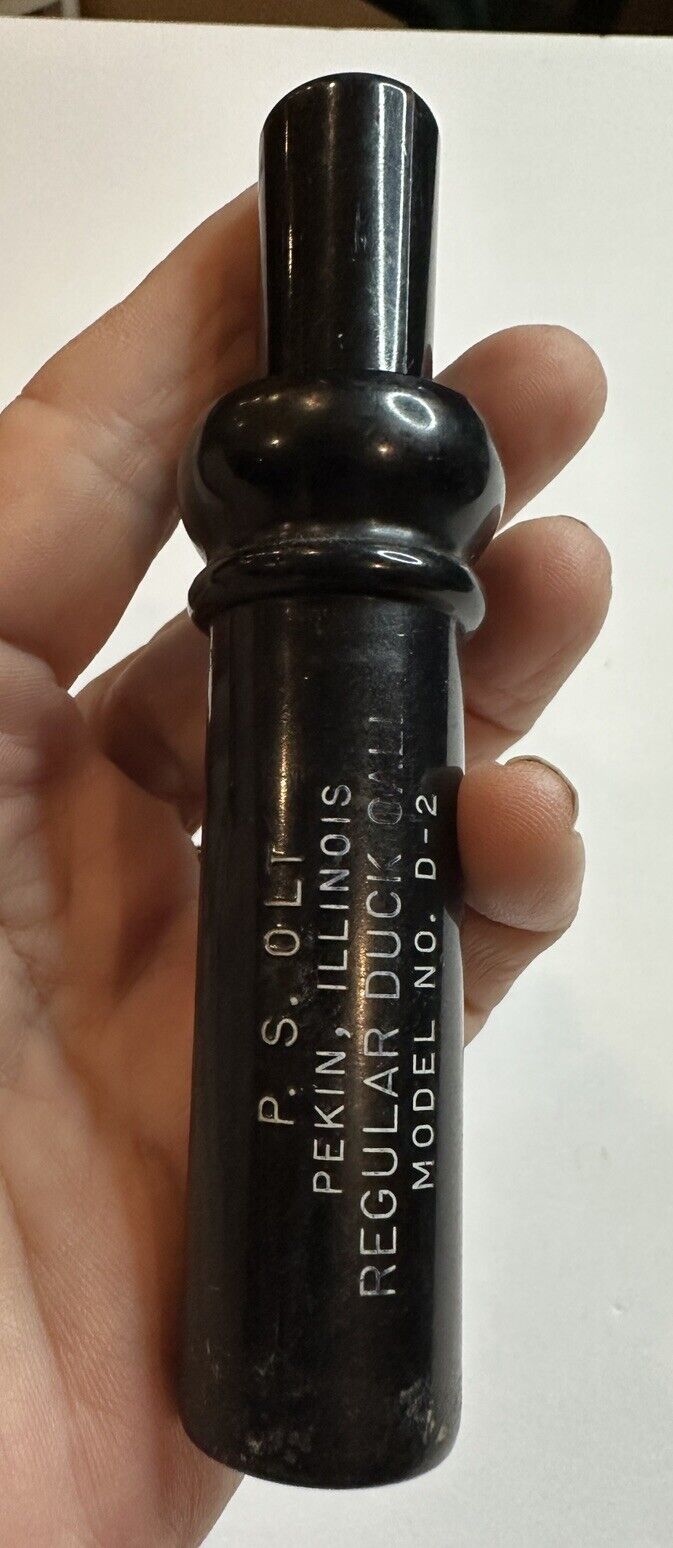 P. S. OLT
PEKIN, ILLINOIS
REGULAR DUCK CALL
MODEL NO. D-2